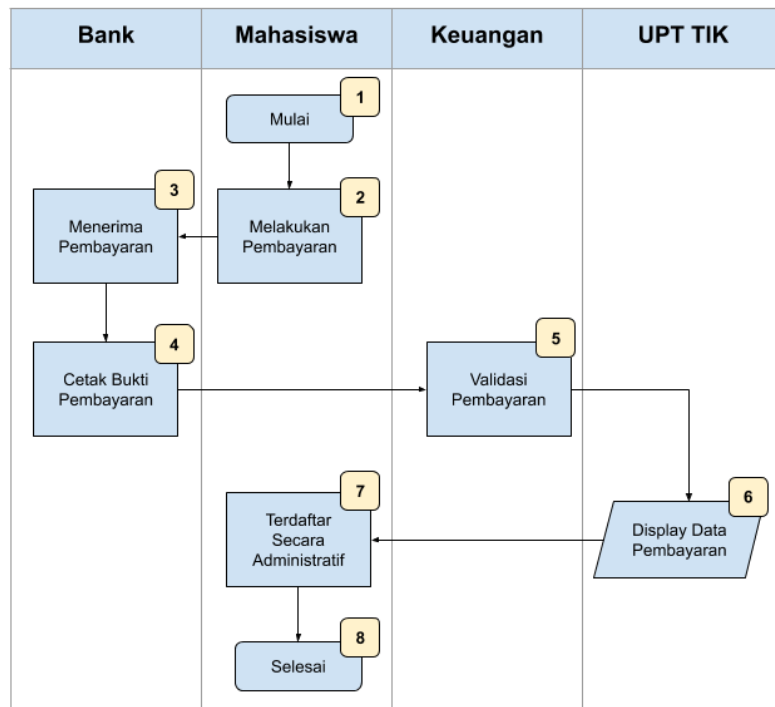 Bank
Mahasiswa
Keuangan
UPT TIK
1
Mulai
2
Melakukan
Pembayaran
3
Menerima
Pembayaran
4
Cetak Bukti
Pembayaran
5
Validasi
Pembayaran
6
Display Data
Pembayaran
7
Terdaftar
Secara
Administratif
8
Selesai